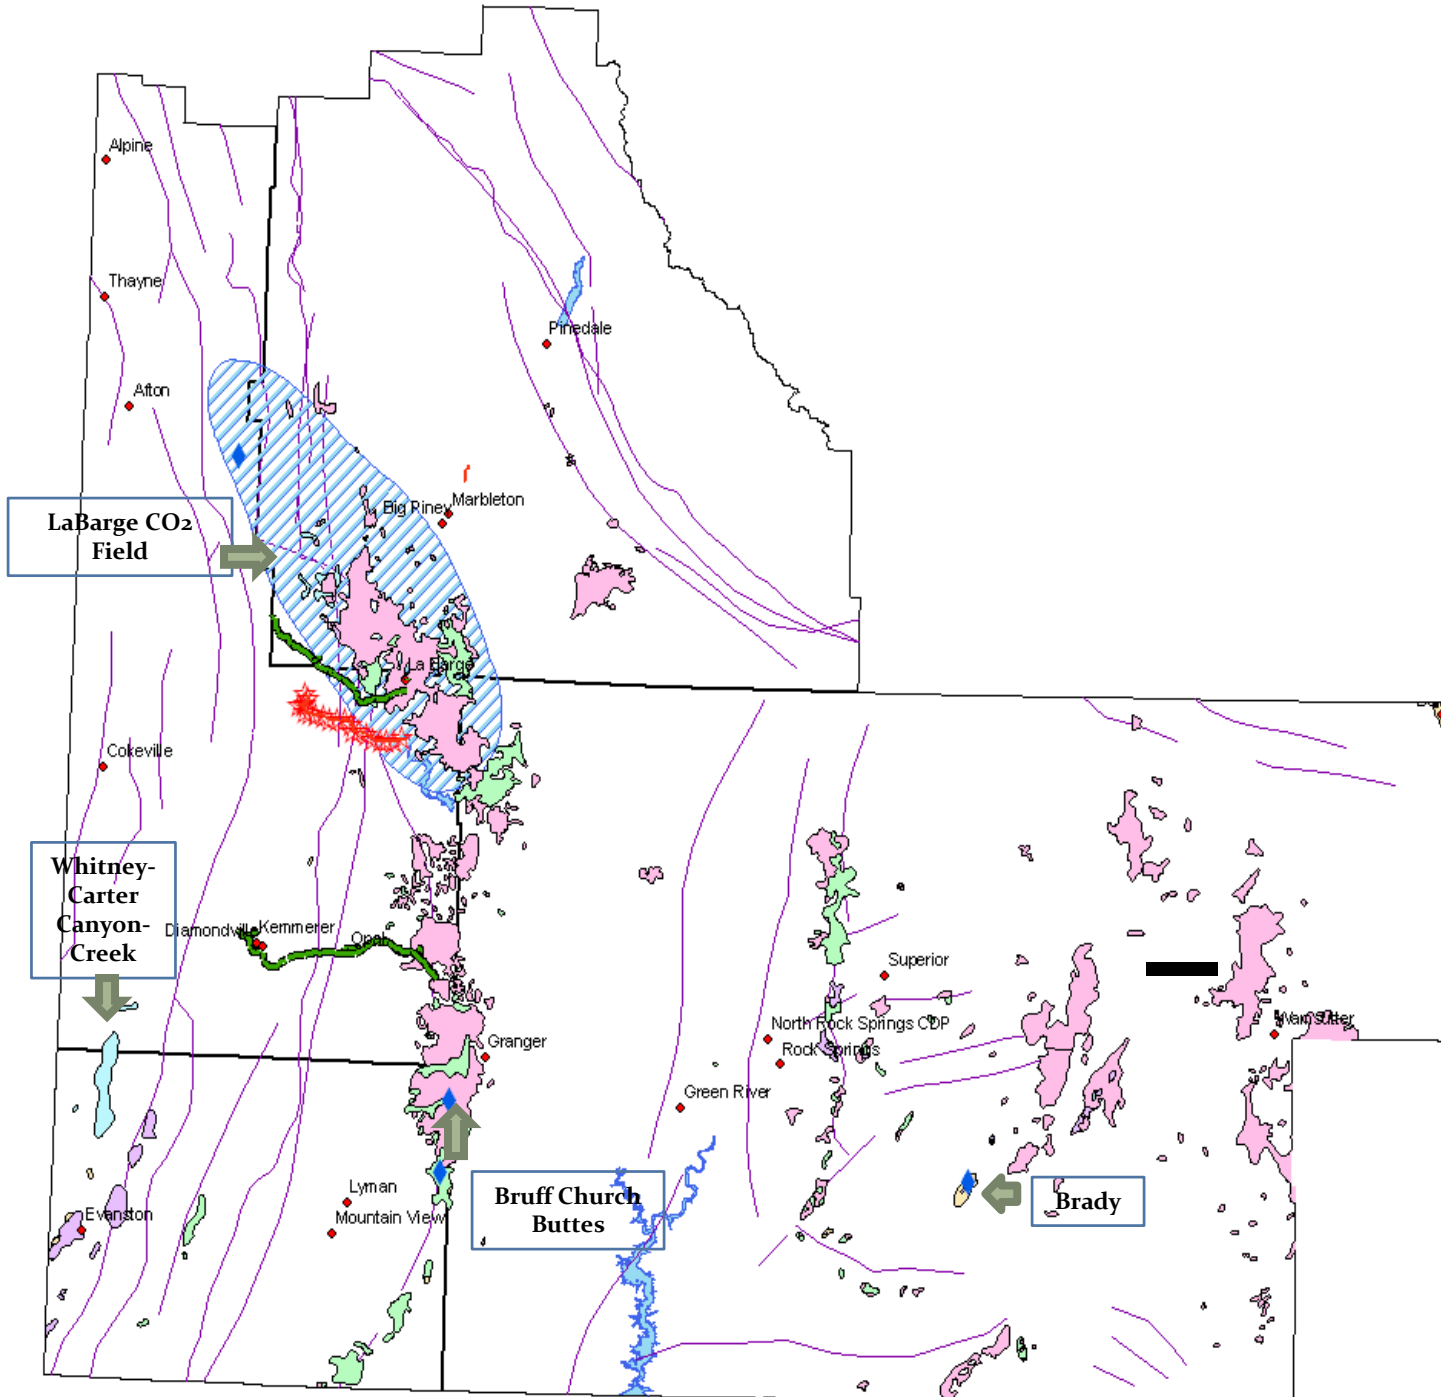 Alpine
Thayne
Pinedale
Afton
Big Piney
Marbleton
LaBarge CO2
Field
La Barge
Cokeville
Whitney-
Carter
Canyon-
Creek
Diamondville
Kemmerer
Opal
Superior
North Rock Springs CDP
Wamsutter
Rock Springs
Granger
Green River
Lyman
Mountain View
Evanston
Bruff Church
Buttes
Brady